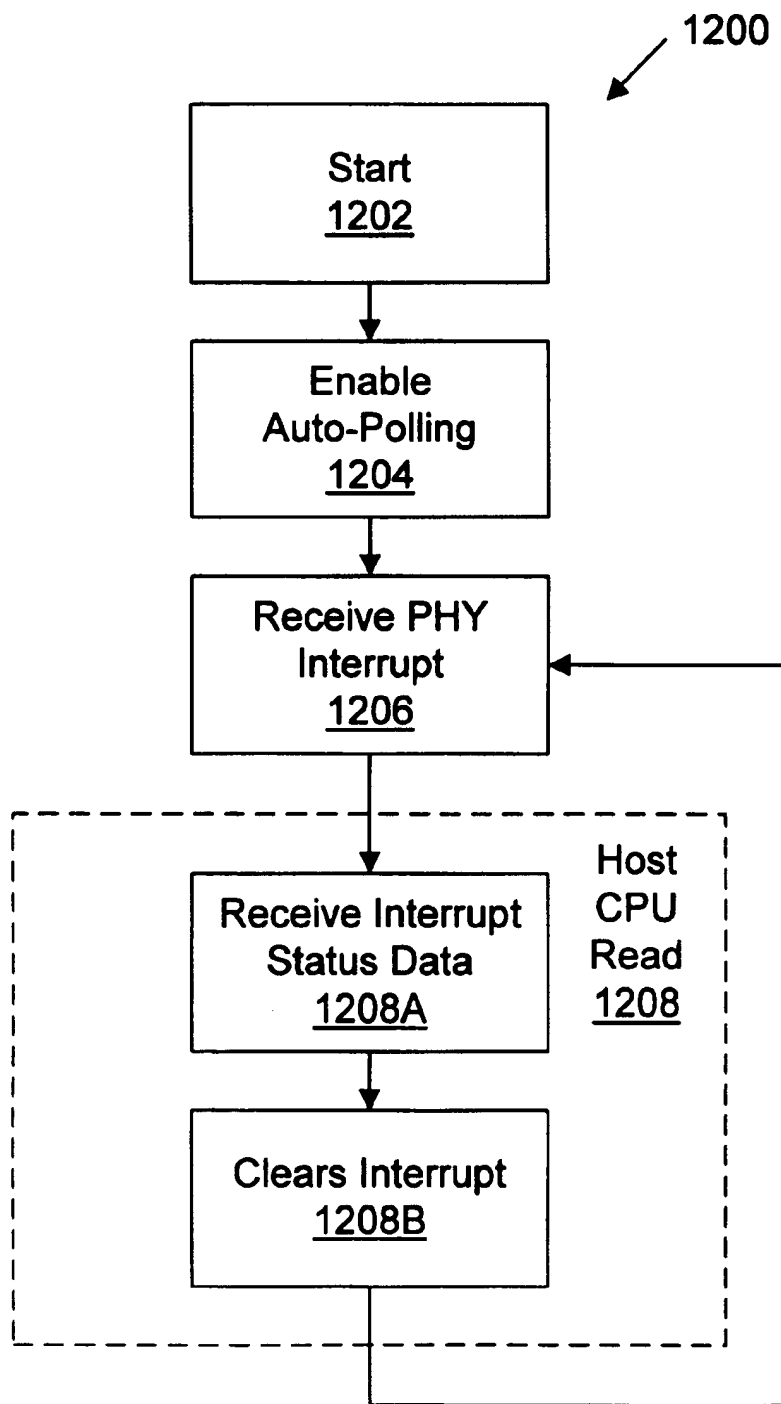 1200
Start
1202
Enable
Auto-Polling
1204
Receive PHY
Interrupt
1206
Host
CPU
Read
1208
Receive Interrupt
Status Data
1208A
Clears Interrupt
1208B